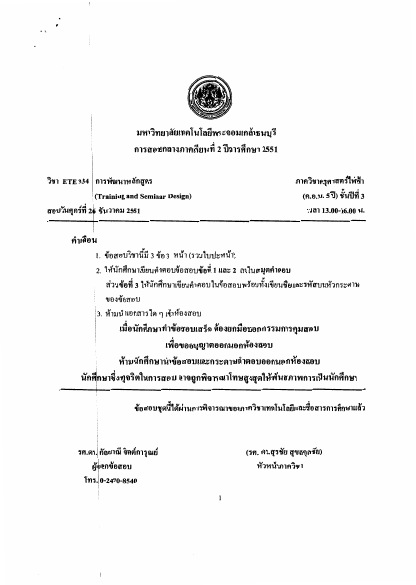 มหาวิทยาลัยเทคโนโลยีพระจอมเกล้าธนบุรี
การสอบกลางภาคเรียนที่ 2 ปีการศึกษา 2551
วิชา ETE 334 การพัฒนาหลักสูตร ภาควิชาครุศาสตร์ไฟฟ้า
(Training and Seminar Design) (ค.อ.บ. 5 ปี) ชั้นปีที่ 3
สอบวันศุกร์ที่ 26 ธันวาคม 2551 เวลา 13.00-16.00 น.
คำเตือน
1. ข้อสอบวิชานี้มี 3 ข้อ 3 หน้า (รวมใบปะหน้า)
2. ให้นักศึกษาเขียนคำตอบข้อสอบข้อที่ 1 และ 2 ลงในสมุดคำตอบ
ส่วนข้อที่ 3 ให้นักศึกษาเขียนคำตอบในข้อสอบพร้อมทั้งเขียนชื่อและรหัสบนหัวกระดาษ
ของข้อสอบ
3. ห้ามนำเอกสารใด ๆ เข้าห้องสอบ
เมื่อนักศึกษาทำข้อสอบเสร็จ ต้องยกมือบอกกรรมการคุมสอบ
เพื่อขออนุญาตออกนอกห้องสอบ
ห้ามนักศึกษานำข้อสอบและกระดาษคำตอบออกนอกห้องสอบ
นักศึกษาซึ่งทุจริตในการสอบ อาจถูกพิจารณาโทษสูงสุดให้พ้นสภาพการเป็นนักศึกษา
ข้อสอบชุดนี้ได้ผ่านการพิจารณาของภาควิชาเทคโนโลยีและสื่อสารการศึกษาแล้ว
รศ.ดร. กัลยาณี จิตต์การุณย์ (รศ. ดร.สุรชัย สุขสกุลชัย)
ผู้ออกข้อสอบ หัวหน้าภาควิชา
โทร. 0-2470-8540
1